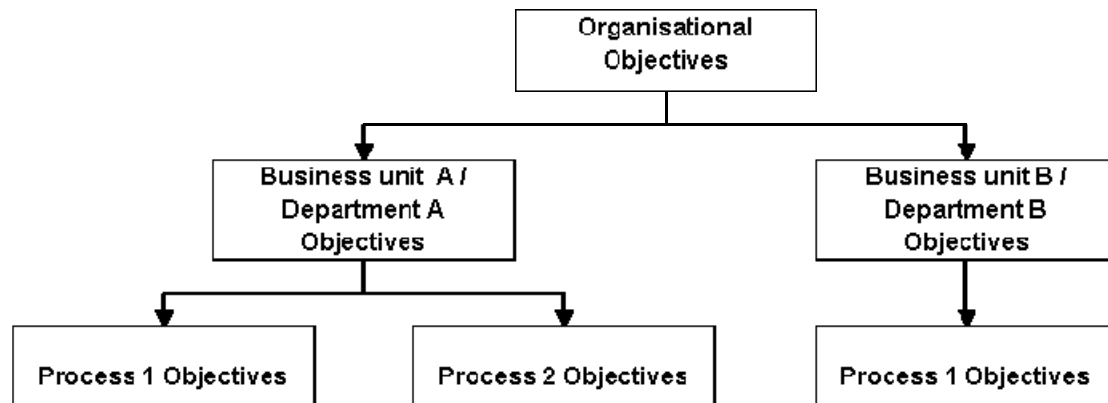 Organisational
Objectives
Business unit A /
Department A
Objectives
Business unit B /
Department B
Objectives
Process 1 Objectives
Process 2 Objectives
Process 1 Objectives